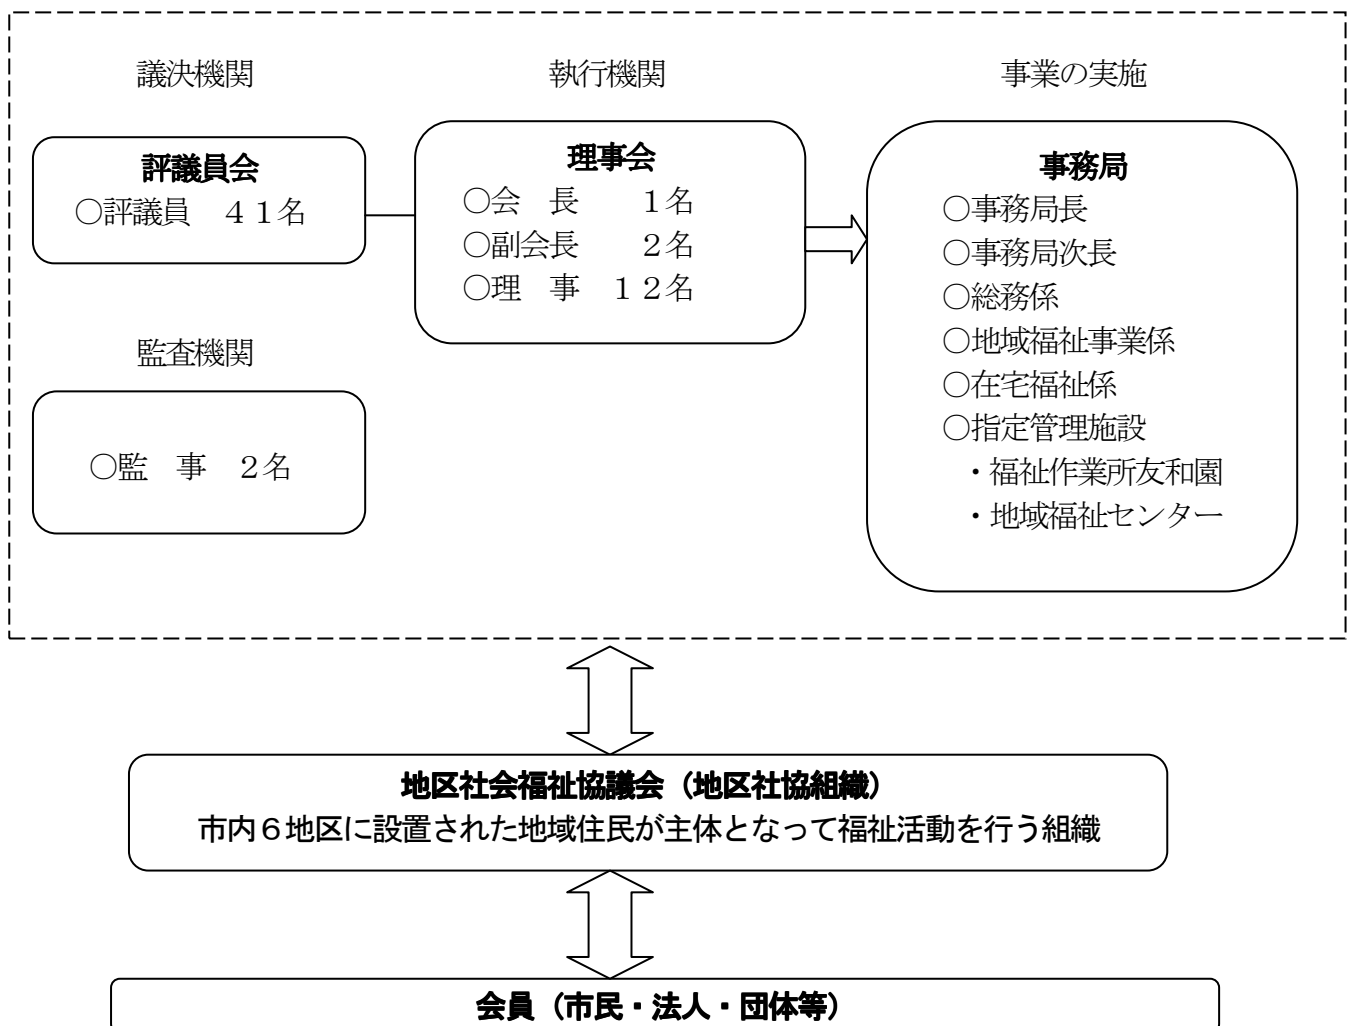 議決機関
評議員会
○評議員　４１名
監査機関
○監　事　２名
執行機関
理事会
○会　長　　１名
○副会長　　２名
○理　事　１２名
事業の実施
事務局
○事務局長
○事務局次長
○総務係
○地域福祉事業係
○在宅福祉係
○指定管理施設
・福祉作業所友和園
・地域福祉センター
地区社会福祉協議会（地区社協組織）
市内６地区に設置された地域住民が主体となって福祉活動を行う組織
会員（市民・法人・団体等）